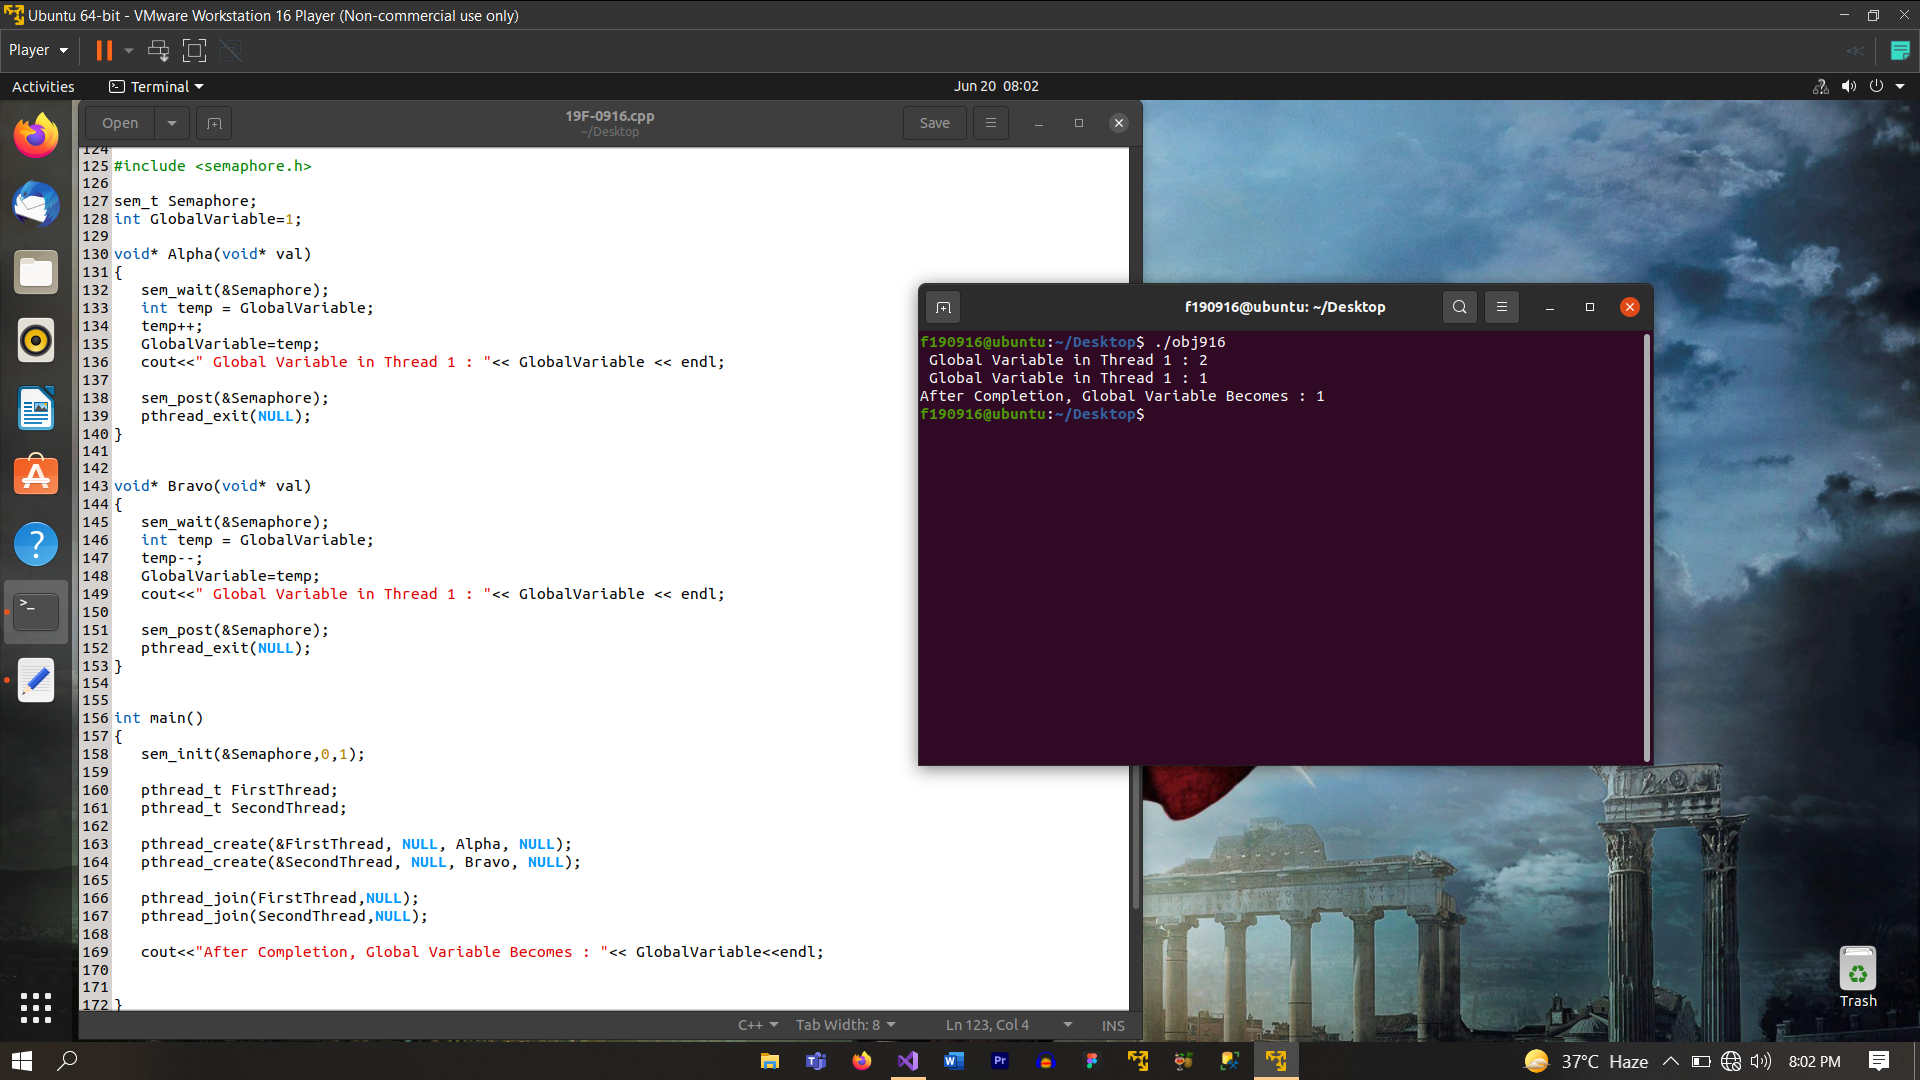 Ubuntu 64-bit - VMware Workstation 16 Player (Non-commercial use only)
Player
Activities
Terminal
Jun 20 08:02
Open
19F-0916.cpp
~/Desktop
Save
124
125 #include <semaphore.h>
126
127 sem_t Semaphore;
128 int GlobalVariable=1;
129
130 void* Alpha(void* val)
131 {
132 sem_wait(&Semaphore);
133 int temp = GlobalVariable;
134 temp++;
135 GlobalVariable=temp;
136 cout<<" Global Variable in Thread 1 : "<< GlobalVariable << endl;
137
138 sem_post(&Semaphore);
139 pthread_exit(NULL);
140 }
141
142
143 void* Bravo(void* val)
144 {
145 sem_wait(&Semaphore);
146 int temp = GlobalVariable;
147 temp--;
148 GlobalVariable=temp;
149 cout<<" Global Variable in Thread 1 : "<< GlobalVariable << endl;
150
151 sem_post(&Semaphore);
152 pthread_exit(NULL);
153 }
154
155
156 int main()
157 {
158 sem_init(&Semaphore,0,1);
159
160 pthread_t FirstThread;
161 pthread_t SecondThread;
162
163 pthread_create(&FirstThread, NULL, Alpha, NULL);
164 pthread_create(&SecondThread, NULL, Bravo, NULL);
165
166 pthread_join(FirstThread,NULL);
167 pthread_join(SecondThread,NULL);
168
169 cout<<"After Completion, Global Variable Becomes : "<< GlobalVariable<<endl;
170
171
172 }
C++
Tab Width: 8
Ln 123, Col 4
INS
f190916@ubuntu: ~/Desktop
f190916@ubuntu:~/Desktop$ ./obj916
Global Variable in Thread 1 : 2
Global Variable in Thread 1 : 1
After Completion, Global Variable Becomes : 1
f190916@ubuntu:~/Desktop$
Trash
37°C Haze
8:02 PM